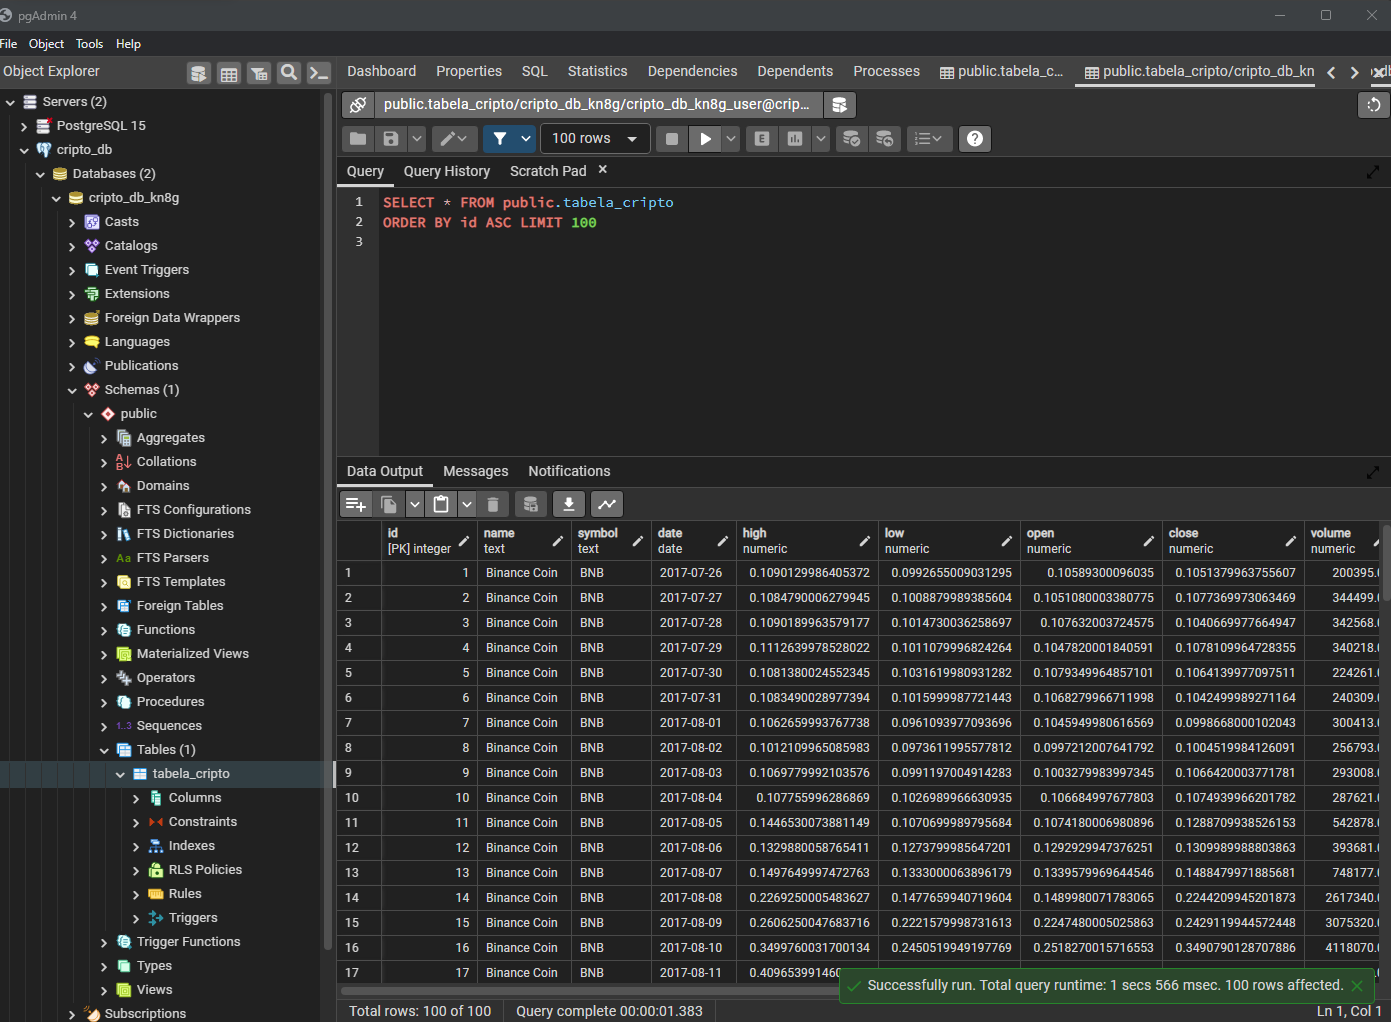 pgAdmin 4
File Object Tools Help
Object Explorer
Dashboard Properties SQL Statistics Dependencies Dependents Processes public.tabela_c... public.tabela_cripto/cripto_db_kn
public.tabela_cripto/cripto_db_kn8g/cripto_db_kn8g_user@crip...
100 rows
E
Query Query History Scratch Pad
1 SELECT * FROM public.tabela_cripto
2 ORDER BY id ASC LIMIT 100
3
Servers (2)
PostgreSQL 15
cripto_db
Databases (2)
cripto_db_kn8g
Casts
Catalogs
Event Triggers
Extensions
Foreign Data Wrappers
Languages
Publications
Schemas (1)
public
Aggregates
Collations
Domains
FTS Configurations
FTS Dictionaries
Aa FTS Parsers
FTS Templates
Foreign Tables
Functions
Materialized Views
Operators
Procedures
1..3 Sequences
Tables (1)
tabela_cripto
Columns
Constraints
Indexes
RLS Policies
Rules
Triggers
Trigger Functions
Types
Views
Subscriptions
Data Output Messages Notifications
id name symbol date high low open close volume
[PK] integer text text date numeric numeric numeric numeric numeric
1 1 Binance Coin BNB 2017-07-26 0.1090129986405372 0.0992655009031295 0.10589300096035 0.1051379963755607 200395.
2 2 Binance Coin BNB 2017-07-27 0.1084790006279945 0.1008879989385604 0.1051080003380775 0.1077369973063469 344499.
3 3 Binance Coin BNB 2017-07-28 0.1090189963579177 0.1014730036258697 0.107632003724575 0.1040669977664947 342568.
4 4 Binance Coin BNB 2017-07-29 0.1112639978528022 0.1011079996824264 0.1047820001840591 0.1078109964728355 340218.
5 5 Binance Coin BNB 2017-07-30 0.1081380024552345 0.1031619980931282 0.1079349964857101 0.1064139977097511 224261.
6 6 Binance Coin BNB 2017-07-31 0.1083490028977394 0.1015999987721443 0.1068279966711998 0.1042499989271164 240309.
7 7 Binance Coin BNB 2017-08-01 0.1062659993767738 0.0961093977093696 0.1045949980616569 0.0998668000102043 300413.
8 8 Binance Coin BNB 2017-08-02 0.1012109965085983 0.0973611995577812 0.0997212007641792 0.1004519984126091 256793.
9 9 Binance Coin BNB 2017-08-03 0.1069779992103576 0.0991197004914283 0.1003279983997345 0.1066420003771781 293008.
10 10 Binance Coin BNB 2017-08-04 0.107755996286869 0.1026989966630935 0.106684997677803 0.1074939966201782 287621.
11 11 Binance Coin BNB 2017-08-05 0.1446530073881149 0.1070699989795684 0.1074180006980896 0.1288709938526153 542878.
12 12 Binance Coin BNB 2017-08-06 0.1329880058765411 0.1273799985647201 0.1292929947376251 0.1309989988803863 393681.
13 13 Binance Coin BNB 2017-08-07 0.1497649997472763 0.1333000063896179 0.1339579969644546 0.1488479971885681 748177.
14 14 Binance Coin BNB 2017-08-08 0.2269250005483627 0.1477659940719604 0.1489980071783065 0.2244209945201873 2617340.
15 15 Binance Coin BNB 2017-08-09 0.2606250047683716 0.2221579998731613 0.2247480005025863 0.2429119944572448 3075320.
16 16 Binance Coin BNB 2017-08-10 0.3499760031700134 0.2450519949197769 0.2518270015716553 0.3490790128707886 4118070.
17 17 Binance Coin BNB 2017-08-11 0.40965399146
Successfully run. Total query runtime: 1 secs 566 msec. 100 rows affected.
Total rows: 100 of 100 Query complete 00:00:01.383 Ln 1, Col 1